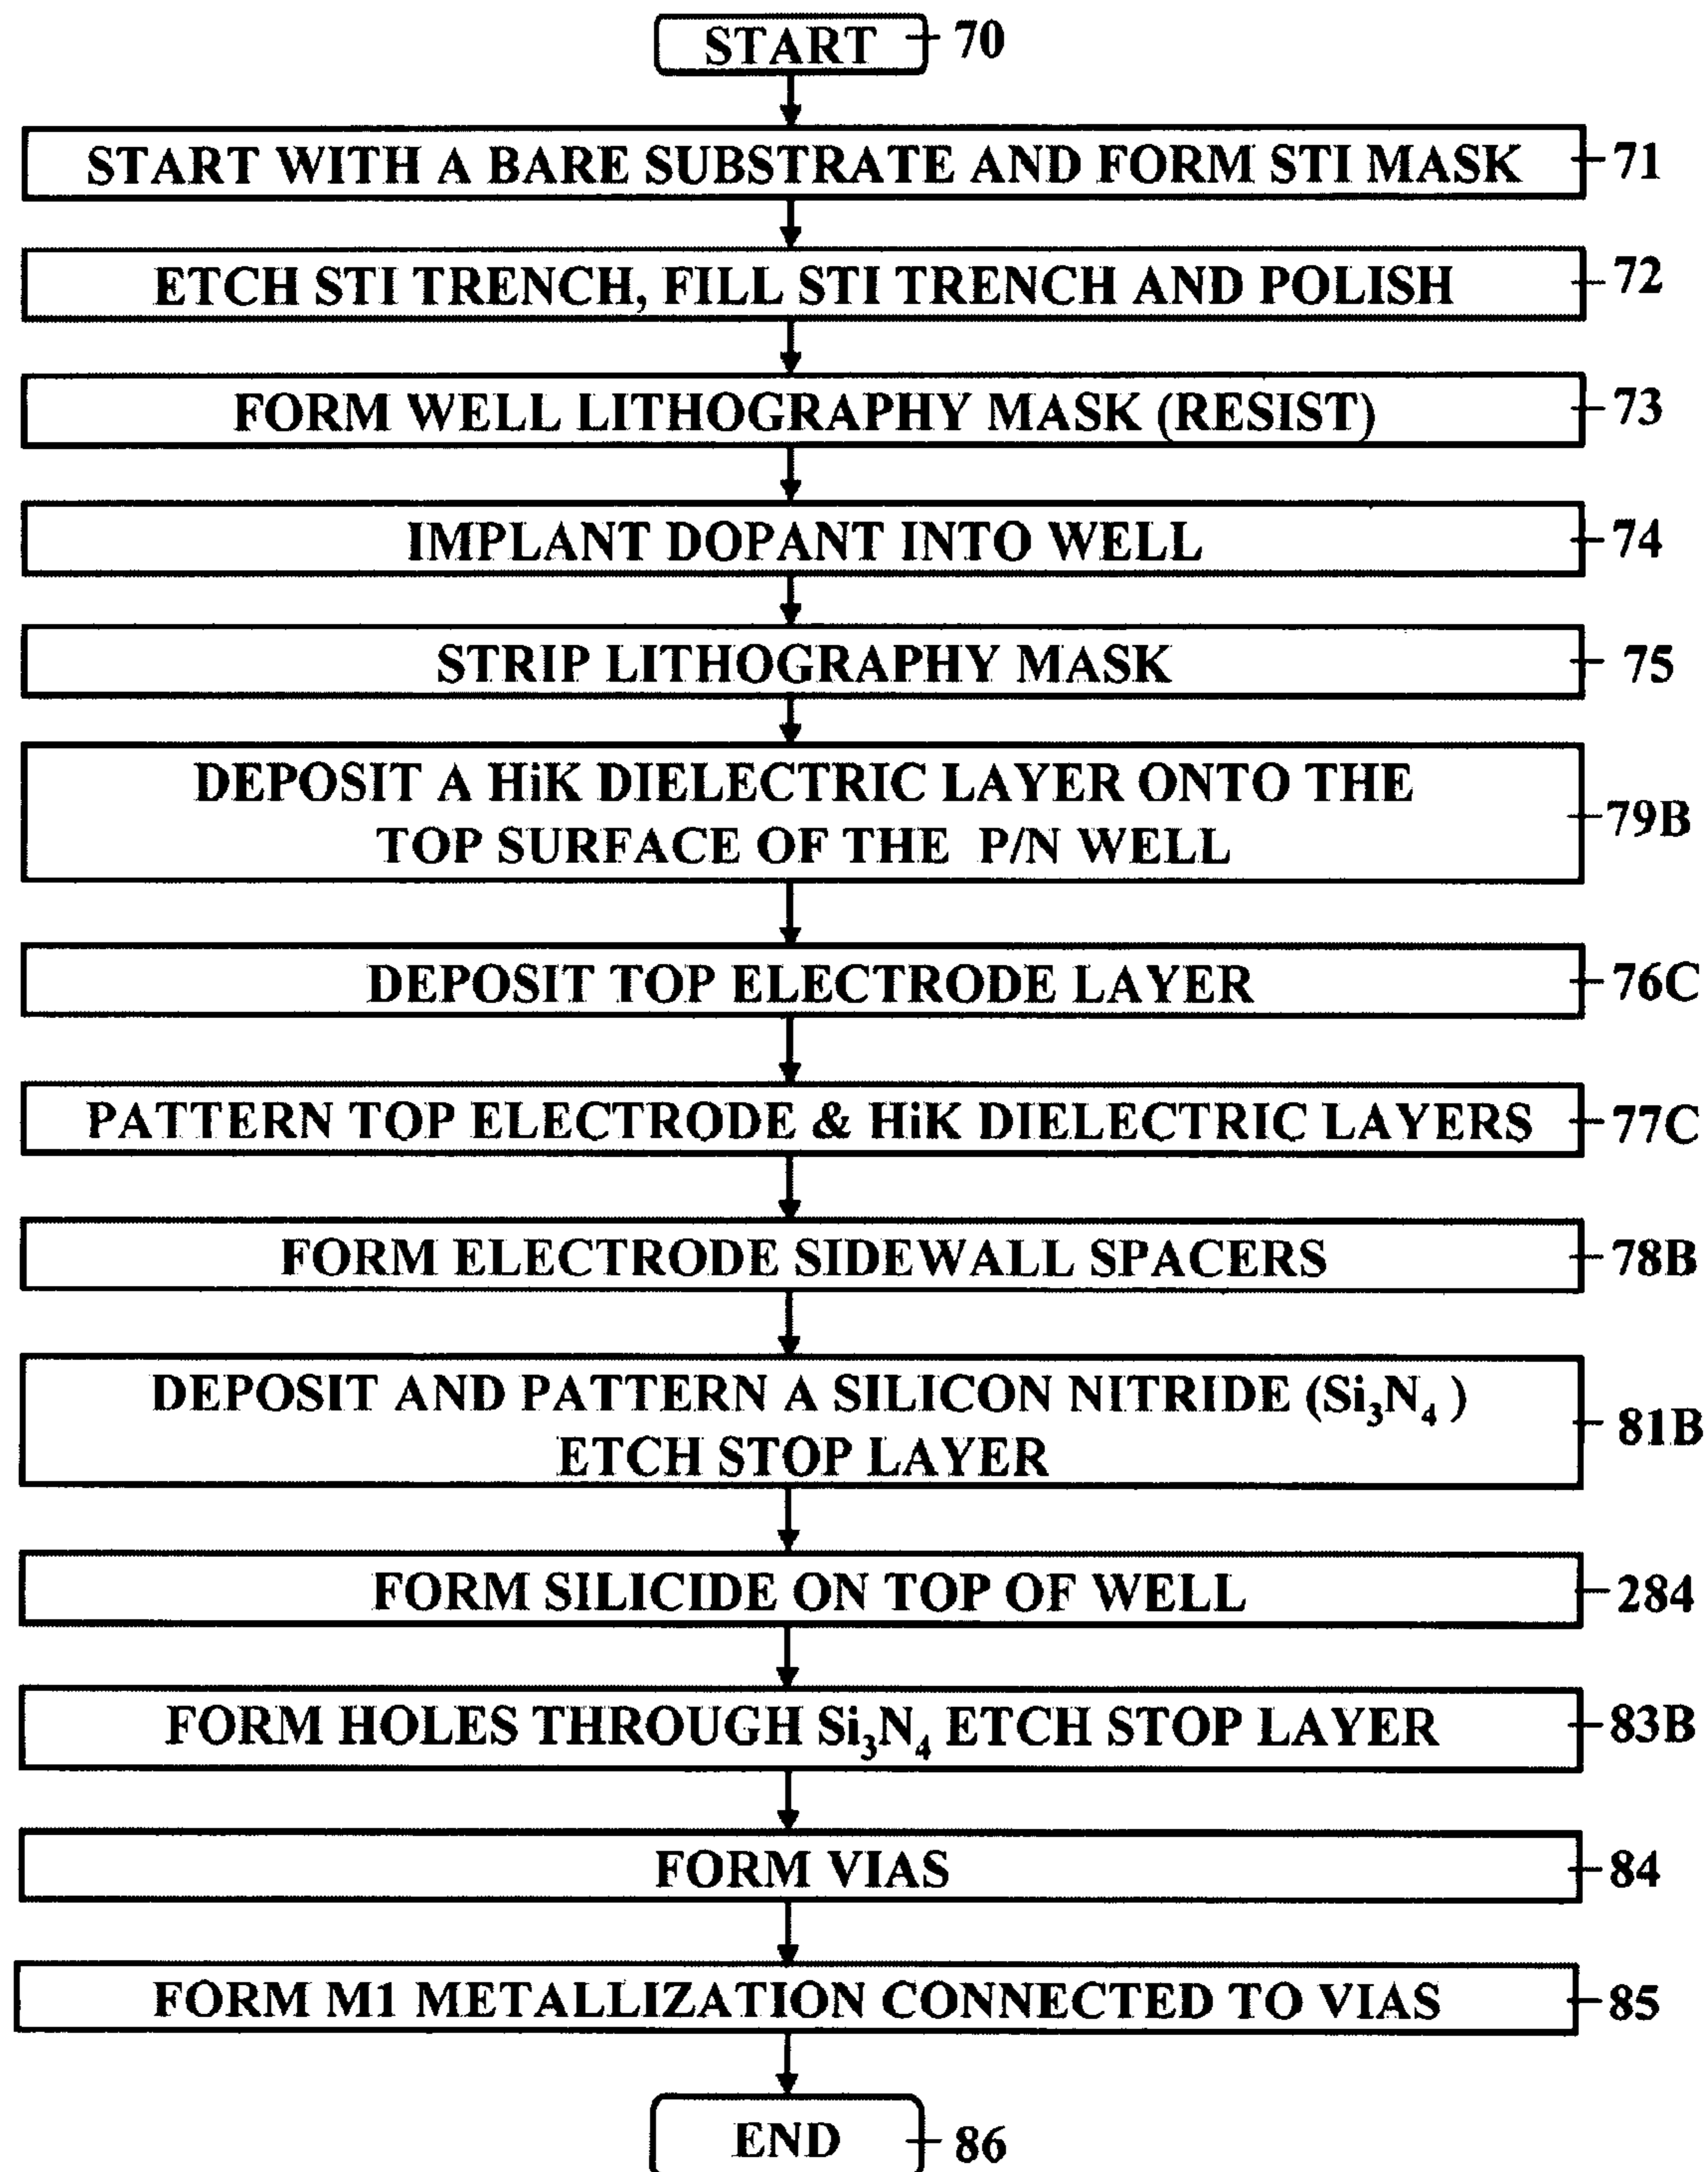 START 70
START WITH A BARE SUBSTRATE AND FORM STI MASK 71
ETCH STI TRENCH, FILL STI TRENCH AND POLISH 72
FORM WELL LITHOGRAPHY MASK (RESIST) 73
IMPLANT DOPANT INTO WELL 74
STRIP LITHOGRAPHY MASK 75
DEPOSIT A HiK DIELECTRIC LAYER ONTO THE
TOP SURFACE OF THE P/N WELL 79B
DEPOSIT TOP ELECTRODE LAYER 76C
PATTERN TOP ELECTRODE & HiK DIELECTRIC LAYERS 77C
FORM ELECTRODE SIDEWALL SPACERS 78B
DEPOSIT AND PATTERN A SILICON NITRIDE (Si₃N₄ )
ETCH STOP LAYER 81B
FORM SILICIDE ON TOP OF WELL 284
FORM HOLES THROUGH Si₃N₄ ETCH STOP LAYER 83B
FORM VIAS 84
FORM M1 METALLIZATION CONNECTED TO VIAS 85
END 86